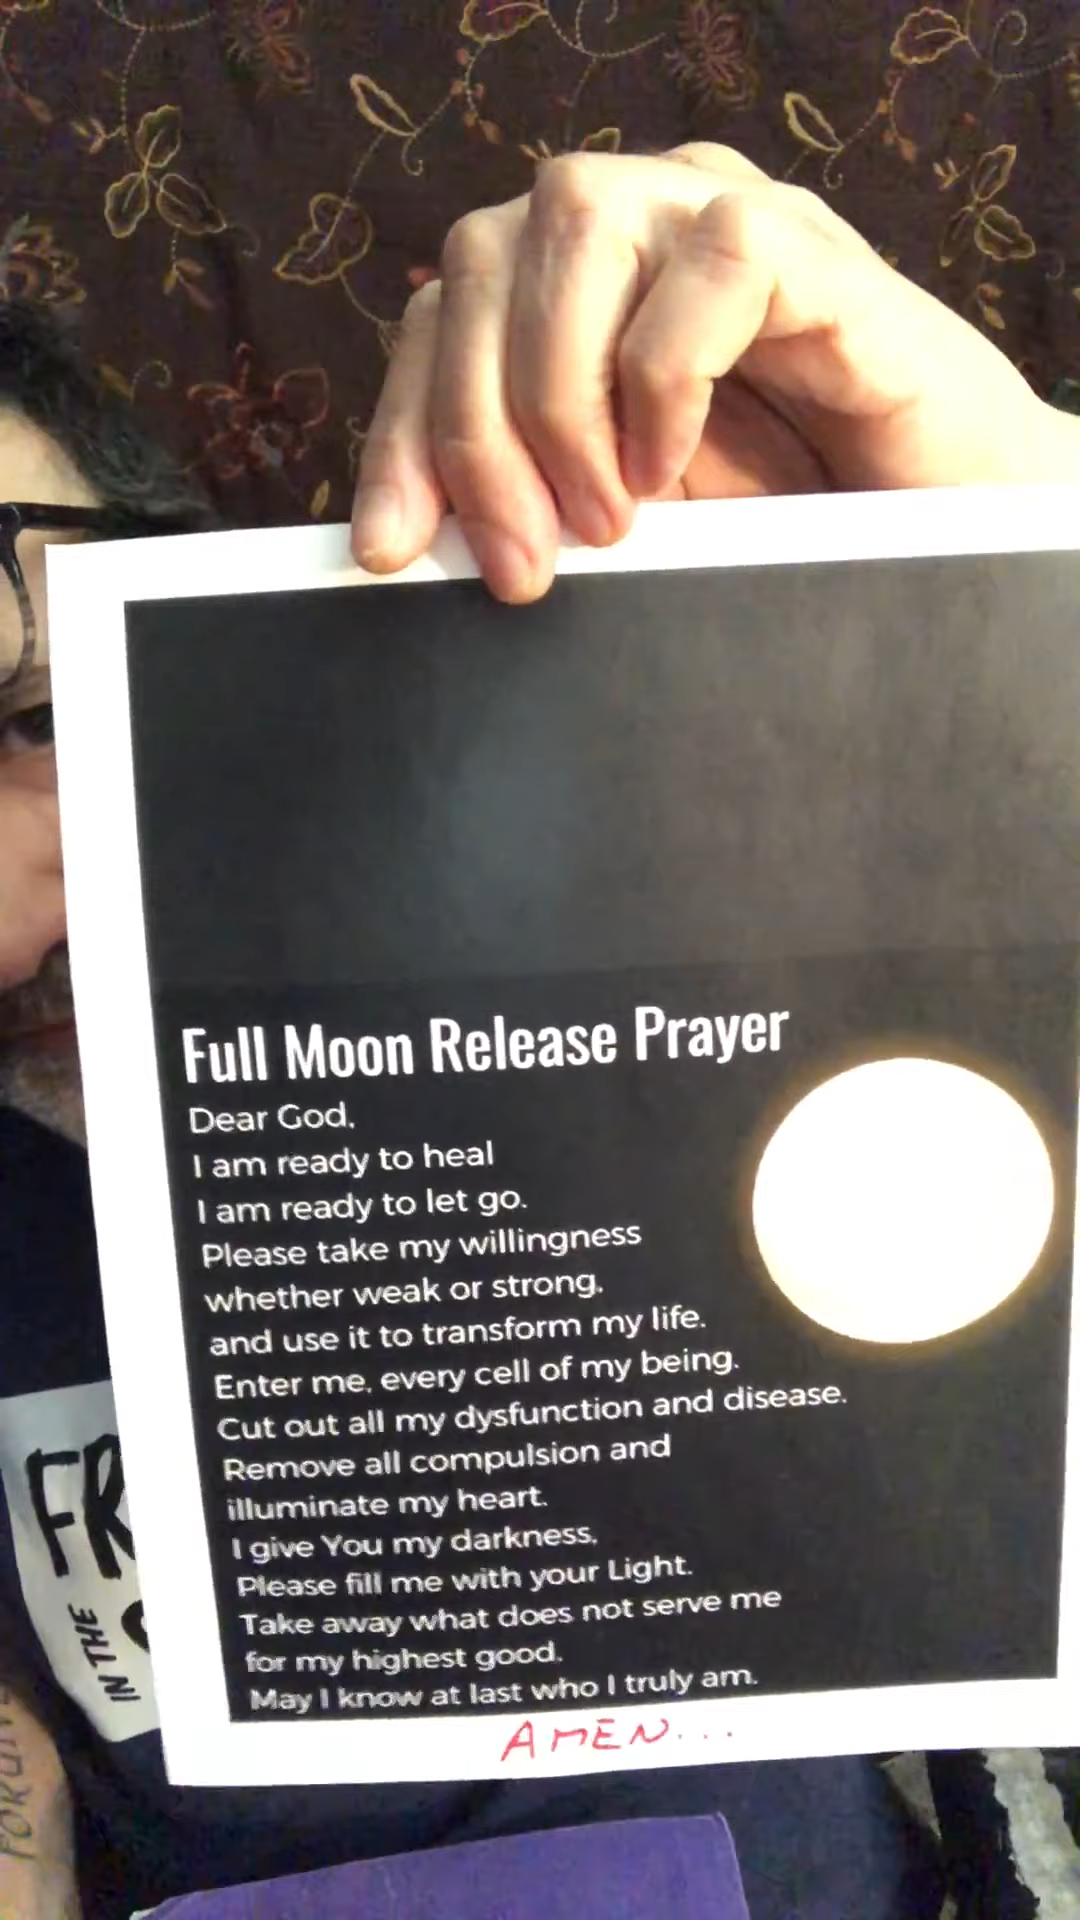 Full Moon Release Prayer
Dear God,
I am ready to heal
I am ready to let go.
Please take my willingness
whether weak or strong,
and use it to transform my life.
Enter me, every cell of my being.
Cut out all my dysfunction and disease.
Remove all compulsion and
illuminate my heart.
I give You my darkness,
Please fill me with your Light.
Take away what does not serve me
for my highest good.
May I know at last who I truly am.
AMEN...
FR
IN THE